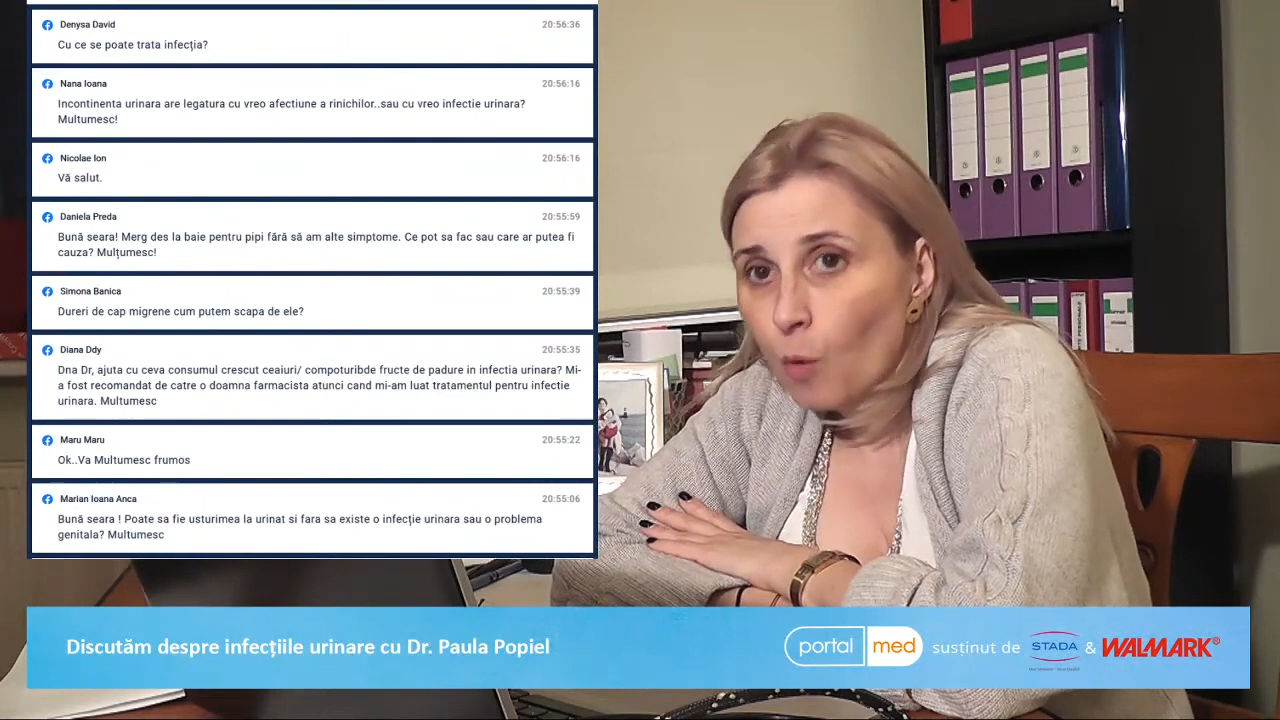 Denysa David 20:56:36
Cu ce se poate trata infecția?
Nana Ioana 20:56:16
Incontinenta urinara are legatura cu vreo afectiune a rinichilor..sau cu vreo infectie urinara?
Multumesc!
Nicolae Ion 20:56:16
Vă salut.
Daniela Preda 20:55:59
Bună seara! Merg des la baie pentru pipi fără să am alte simptome. Ce pot sa fac sau care ar putea fi
cauza? Mulțumesc!
Simona Banica 20:55:39
Dureri de cap migrene cum putem scapa de ele?
Diana Ddy 20:55:35
Dna Dr, ajuta cu ceva consumul crescut ceaiuri/ compoturibde fructe de padure in infectia urinara? Mi-
a fost recomandat de catre o doamna farmacista atunci cand mi-am luat tratamentul pentru infectie
urinara. Multumesc
Maru Maru 20:55:22
Ok..Va Multumesc frumos
Marian Ioana Anca 20:55:06
Bună seara ! Poate sa fie usturimea la urinat si fara sa existe o infecție urinara sau o problema
genitala? Multumesc
Discutăm despre infecțiile urinare cu Dr. Paula Popiel
portal med susținut de STADA & WALMARK®